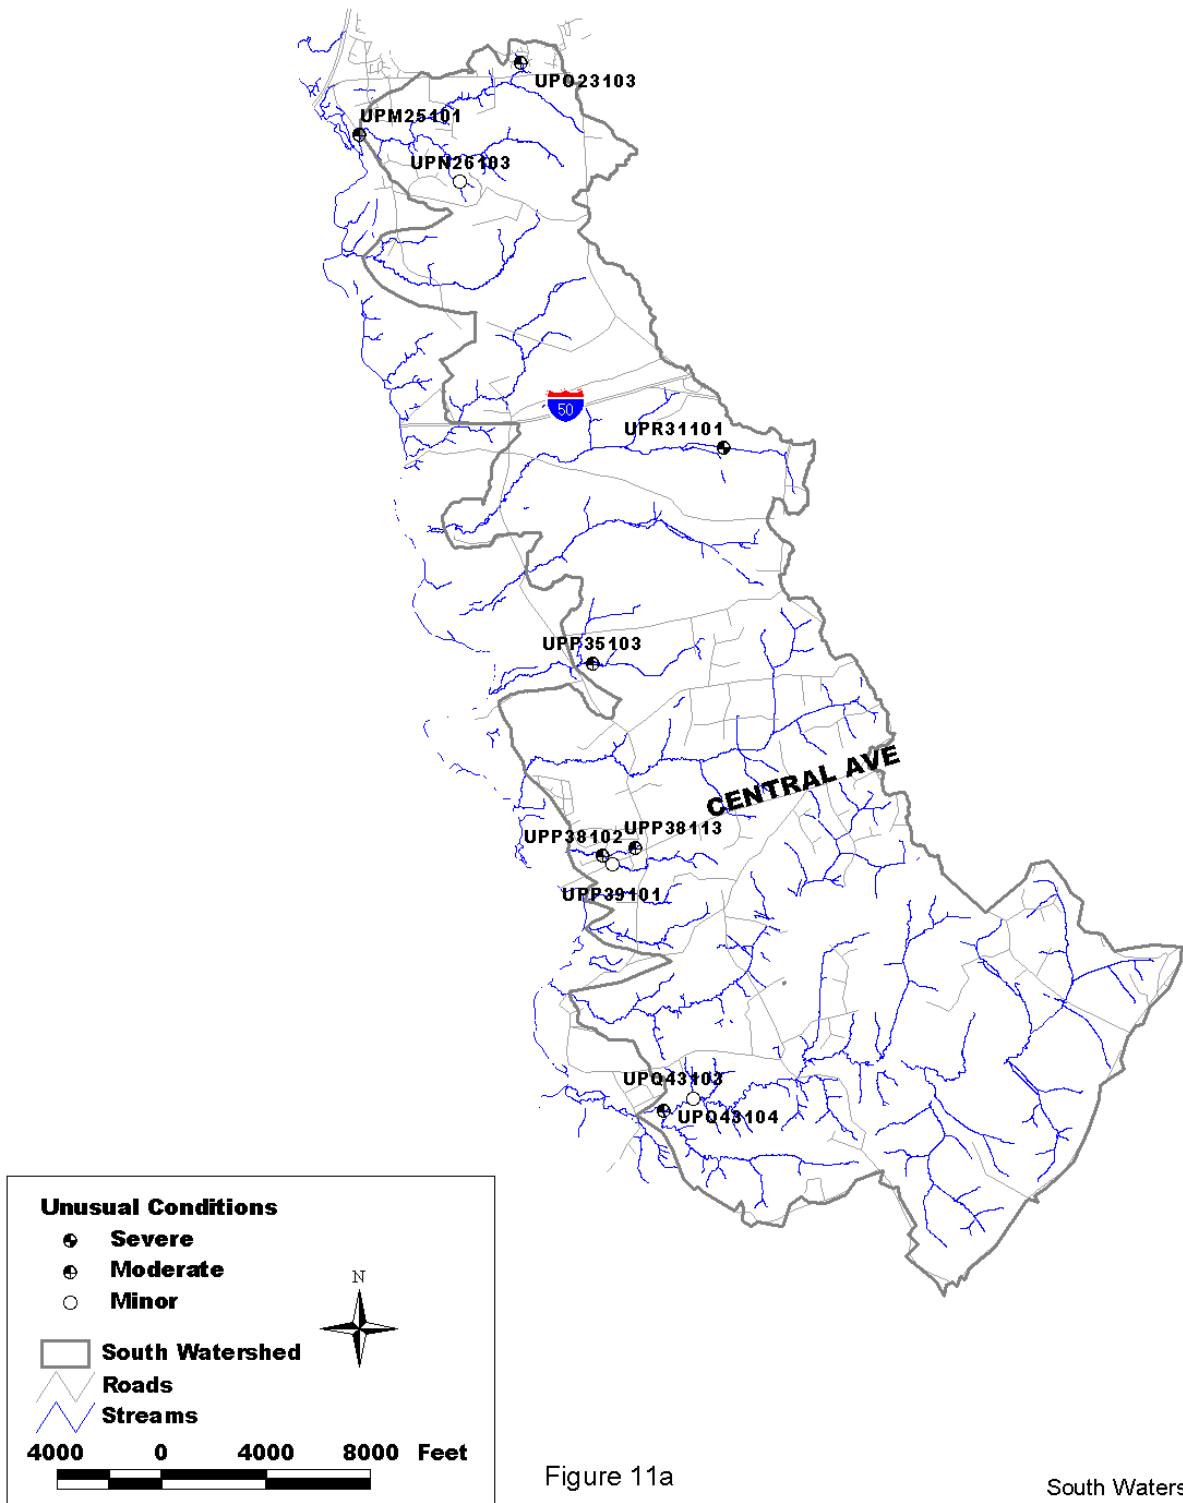 UPO23103
UPM25101
UPN26103
50
UPR31101
UPP35103
CENTRAL AVE
UPP38113
UPP38102
UPP39101
UPQ43103
UPQ43104
Unusual Conditions
Severe
Moderate
Minor
N
South Watershed
Roads
Streams
4000 0 4000 8000 Feet
Figure 11a
South Waters